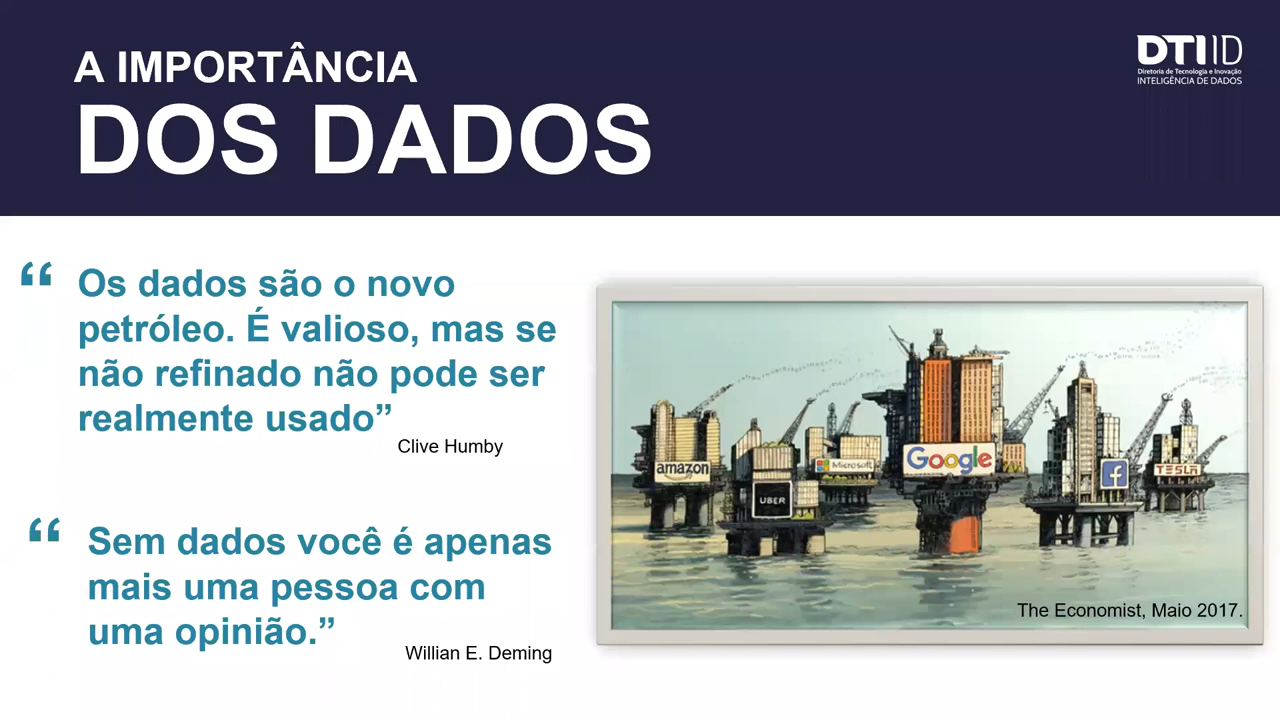 A IMPORTÂNCIA
DOS DADOS
DTI ID
Diretoria de Tecnologia e Inovação
INTELIGÊNCIA DE DADOS
“ Os dados são o novo
petróleo. É valioso, mas se
não refinado não pode ser
realmente usado”
Clive Humby
“ Sem dados você é apenas
mais uma pessoa com
uma opinião.”
Willian E. Deming
amazon
UBER
Microsoft
Google
f
TESLA
The Economist, Maio 2017.